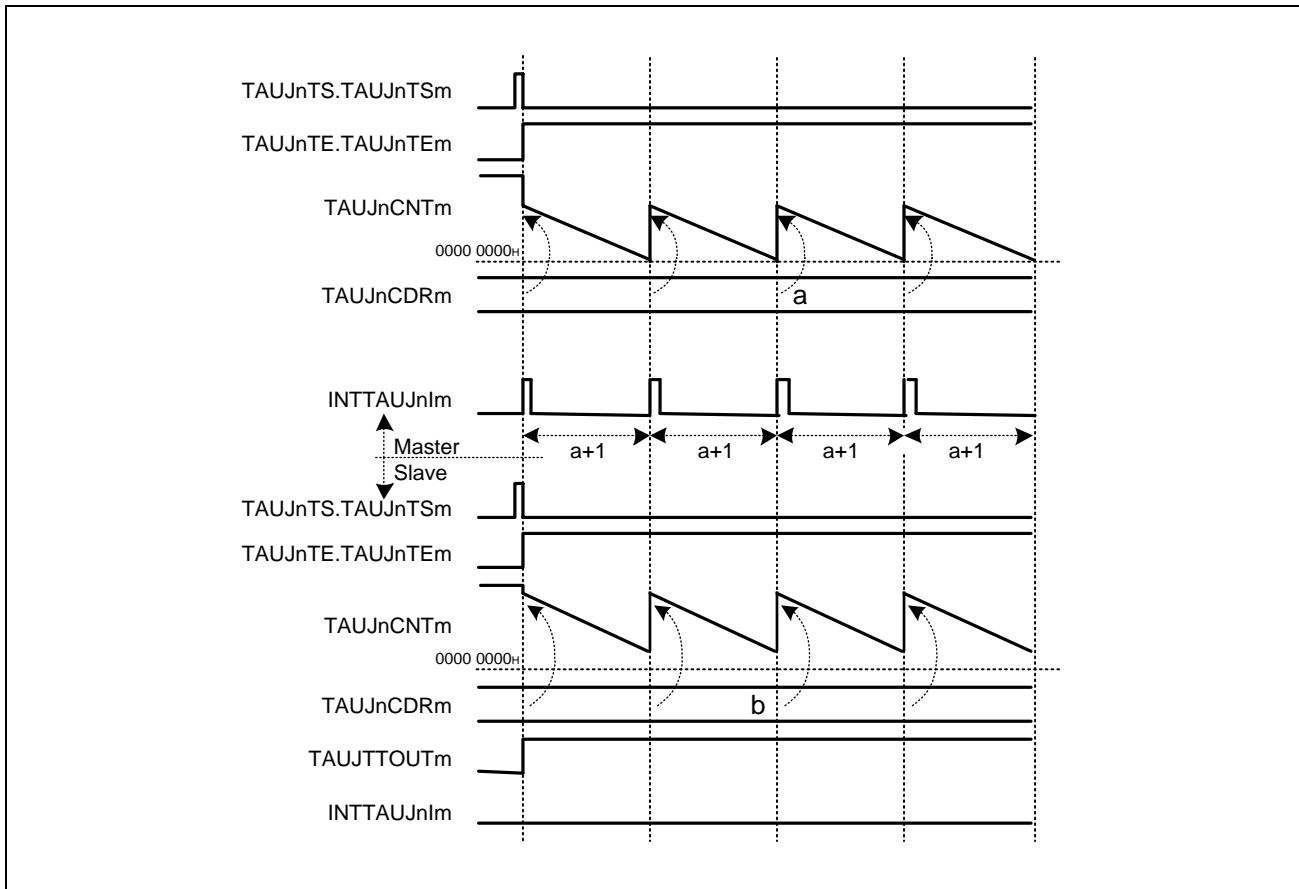 TAUJnTS.TAUJnTSm
TAUJnTE.TAUJnTEm
TAUJnCNTm
0000 0000H
TAUJnCDRm
a
INTTAUJnIm
Master
a+1 a+1 a+1 a+1
Slave
TAUJnTS.TAUJnTSm
TAUJnTE.TAUJnTEm
TAUJnCNTm
0000 0000H
TAUJnCDRm
b
TAUJTTOUTm
INTTAUJnIm